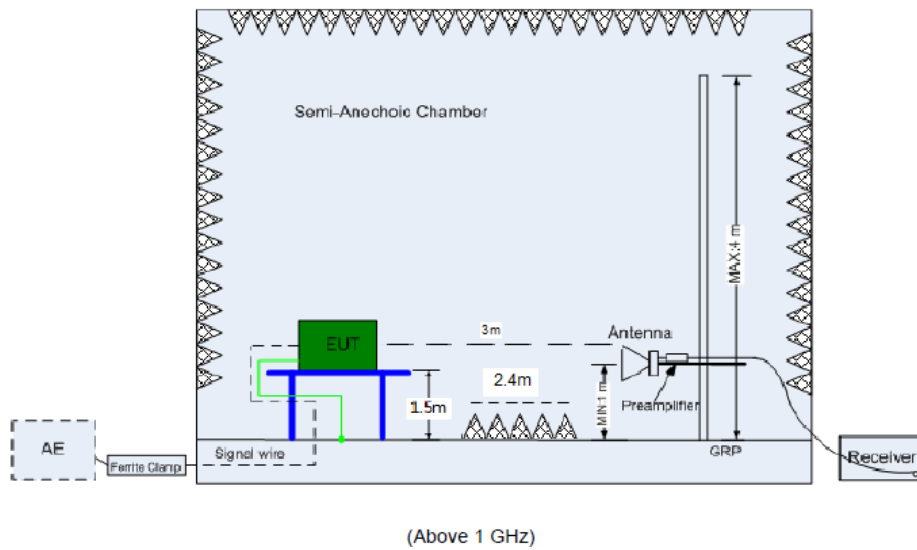 Semi-Anechoic Chamber
MAX:4 m
3m
Antenna
EUT
2.4m
1.5m
MIN:1 m
Preamplifier
AE
Ferrite Clamp
Signal wire
GRP
Receiver
(Above 1 GHz)